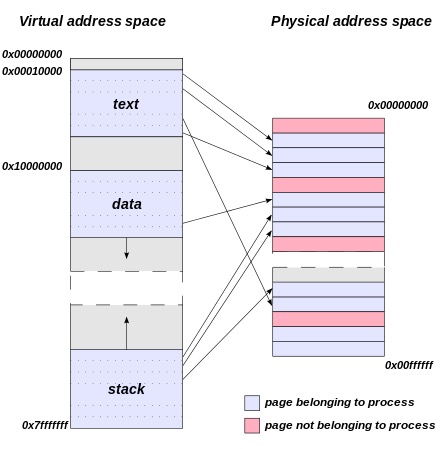 Virtual address space
Physical address space
0x00000000
0x00010000
text
0x10000000
data
stack
0x7fffffff
0x00000000
0x00ffffff
page belonging to process
page not belonging to process